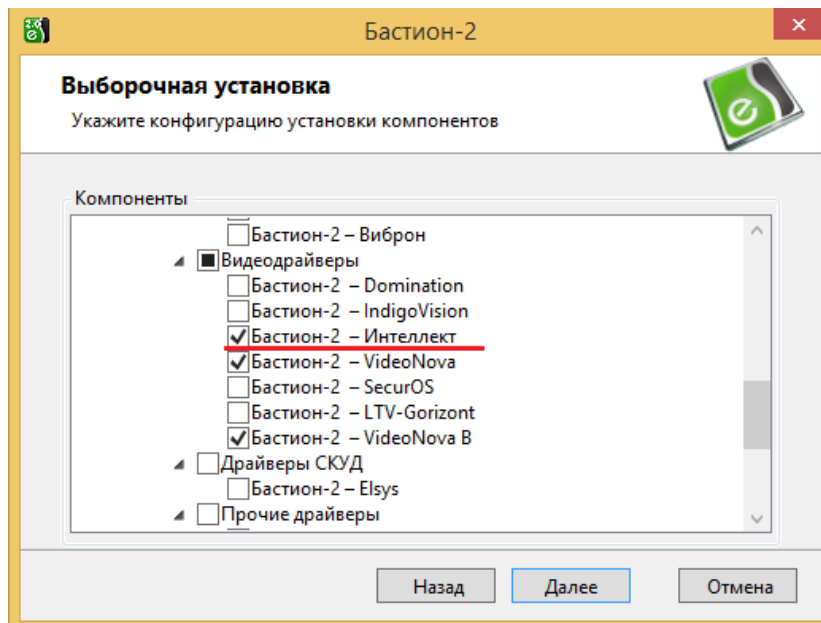 2.0
Бастион-2
Выборочная установка
Укажите конфигурацию установки компонентов
Компоненты
Бастион-2 – Виброн
Видеодрайверы
Бастион-2 – Domination
Бастион-2 – IndigoVision
Бастион-2 – Интеллект
Бастион-2 – VideoNova
Бастион-2 – SecurOS
Бастион-2 – LTV-Gorizont
Бастион-2 – VideoNova B
Драйверы СКУД
Бастион-2 – Elsys
Прочие драйверы
Назад Далее Отмена